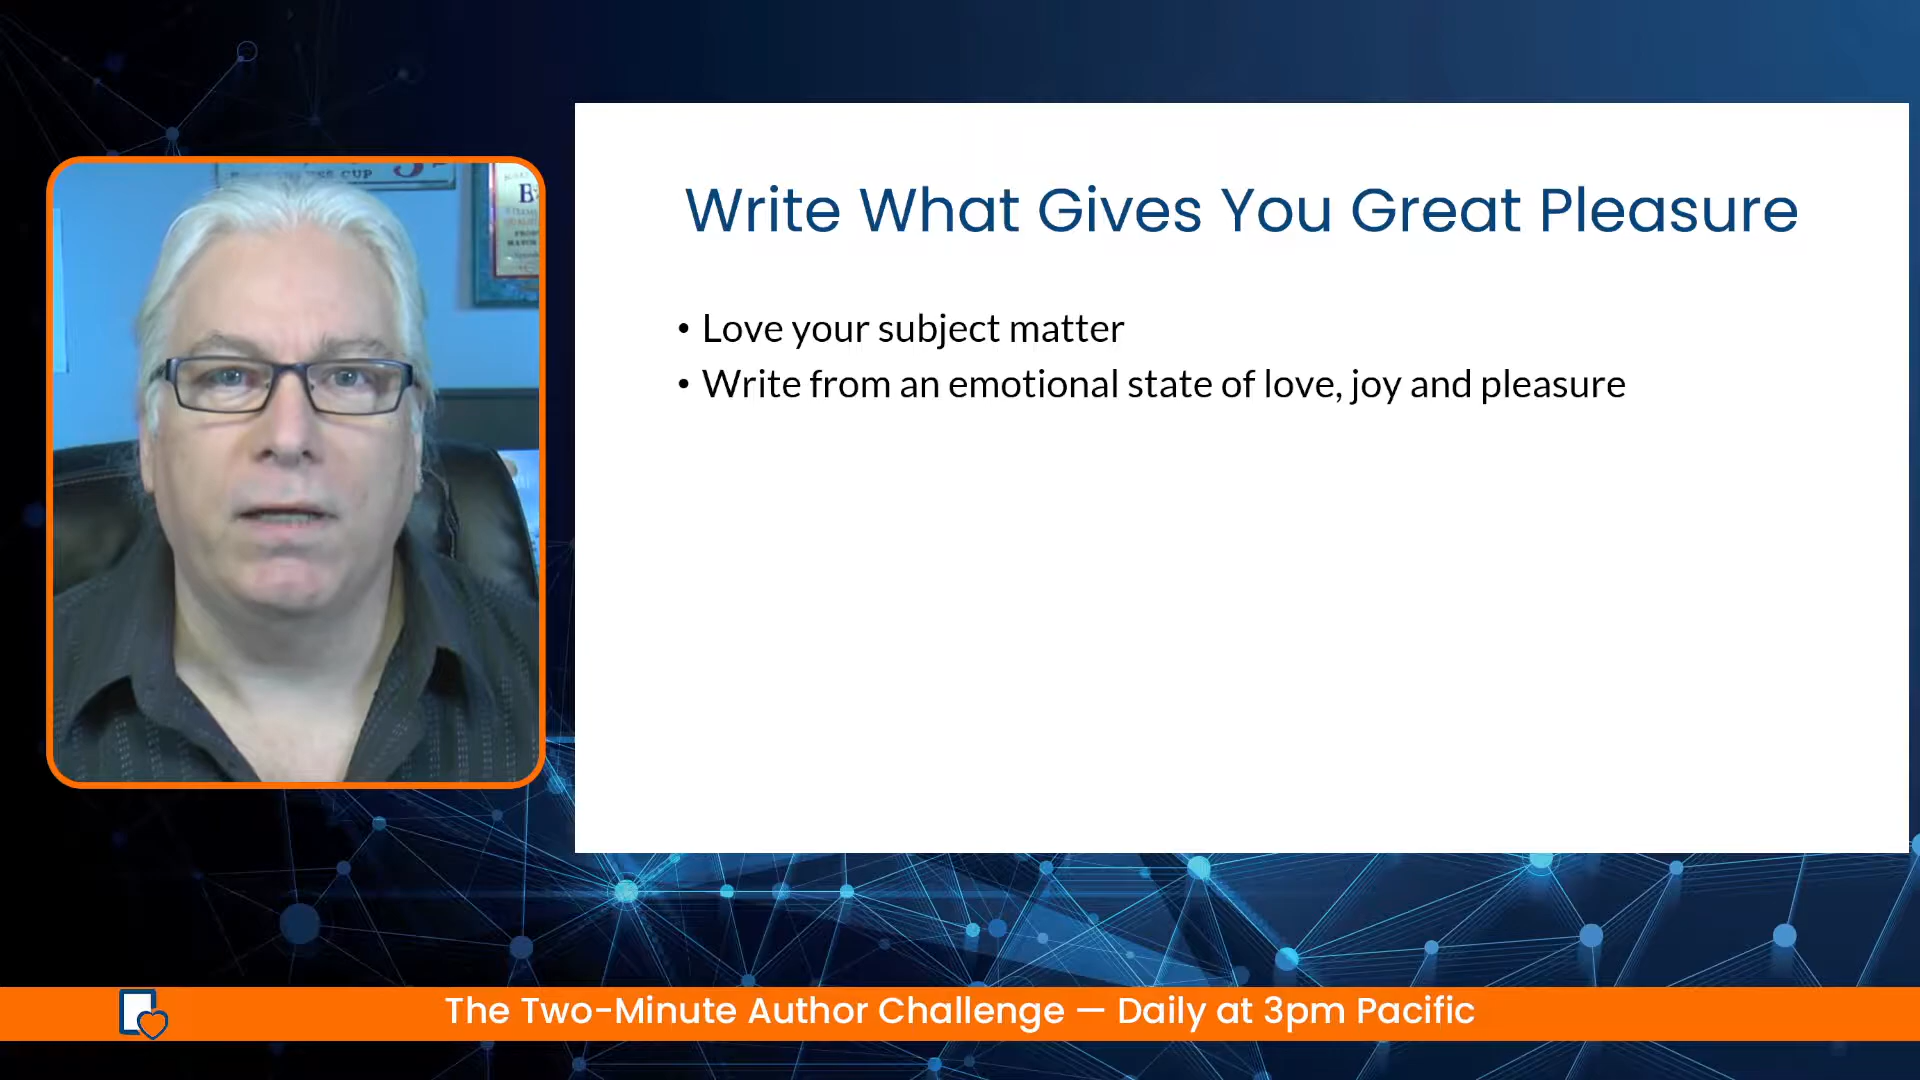 CUP
Write What Gives You Great Pleasure
• Love your subject matter
• Write from an emotional state of love, joy and pleasure
The Two-Minute Author Challenge — Daily at 3pm Pacific